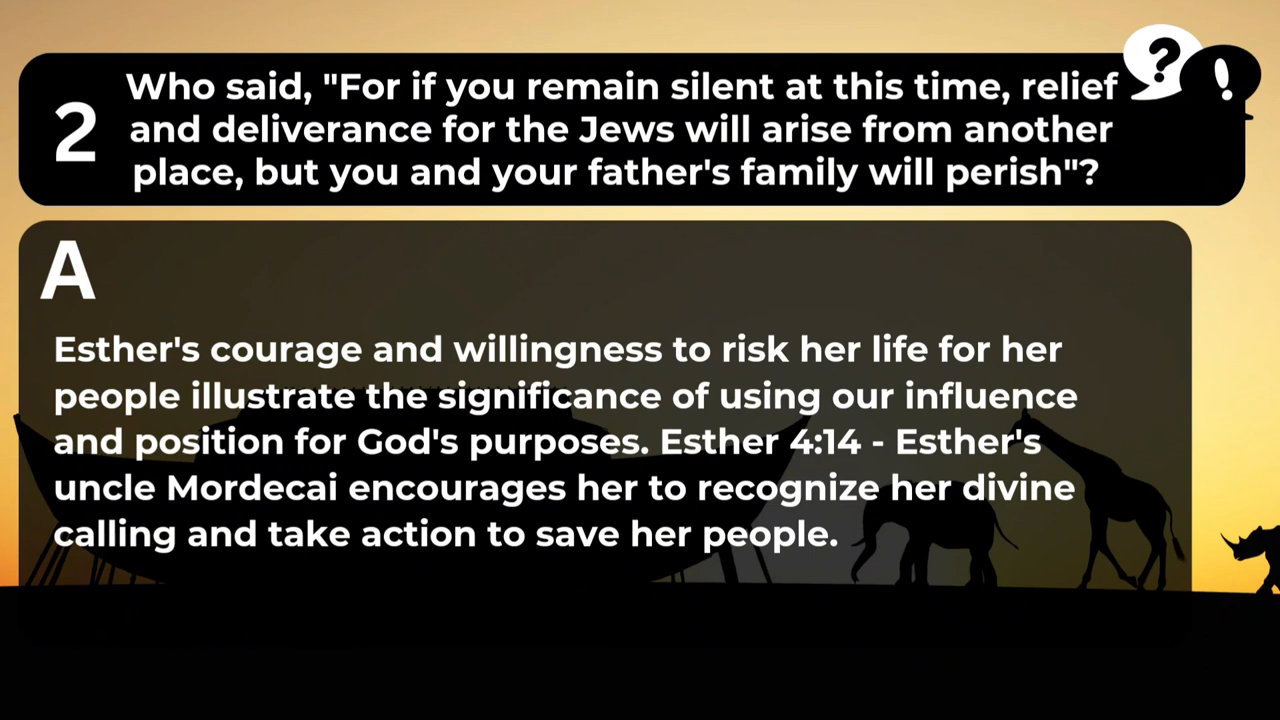 2
Who said, "For if you remain silent at this time, relief
and deliverance for the Jews will arise from another
place, but you and your father's family will perish"?
?
!
A
Esther's courage and willingness to risk her life for her
people illustrate the significance of using our influence
and position for God's purposes. Esther 4:14 - Esther's
uncle Mordecai encourages her to recognize her divine
calling and take action to save her people.